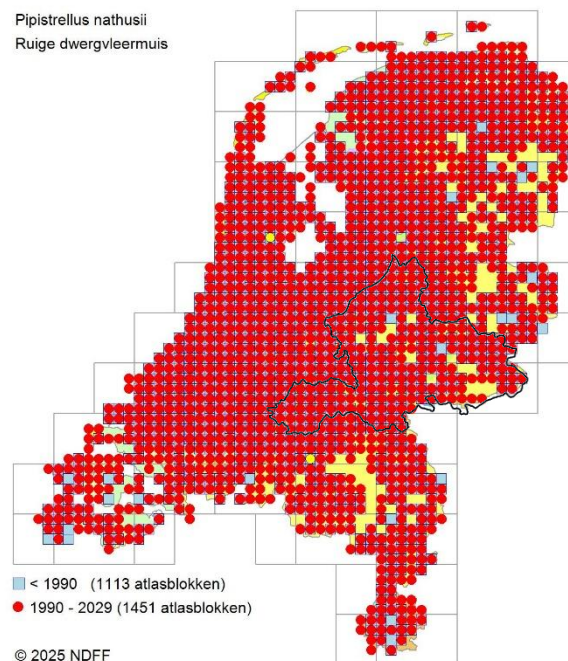 Pipistrellus nathusii
Ruige dwergvleermuis
< 1990 (1113 atlasblokken)
1990 - 2029 (1451 atlasblokken)
© 2025 NDFF